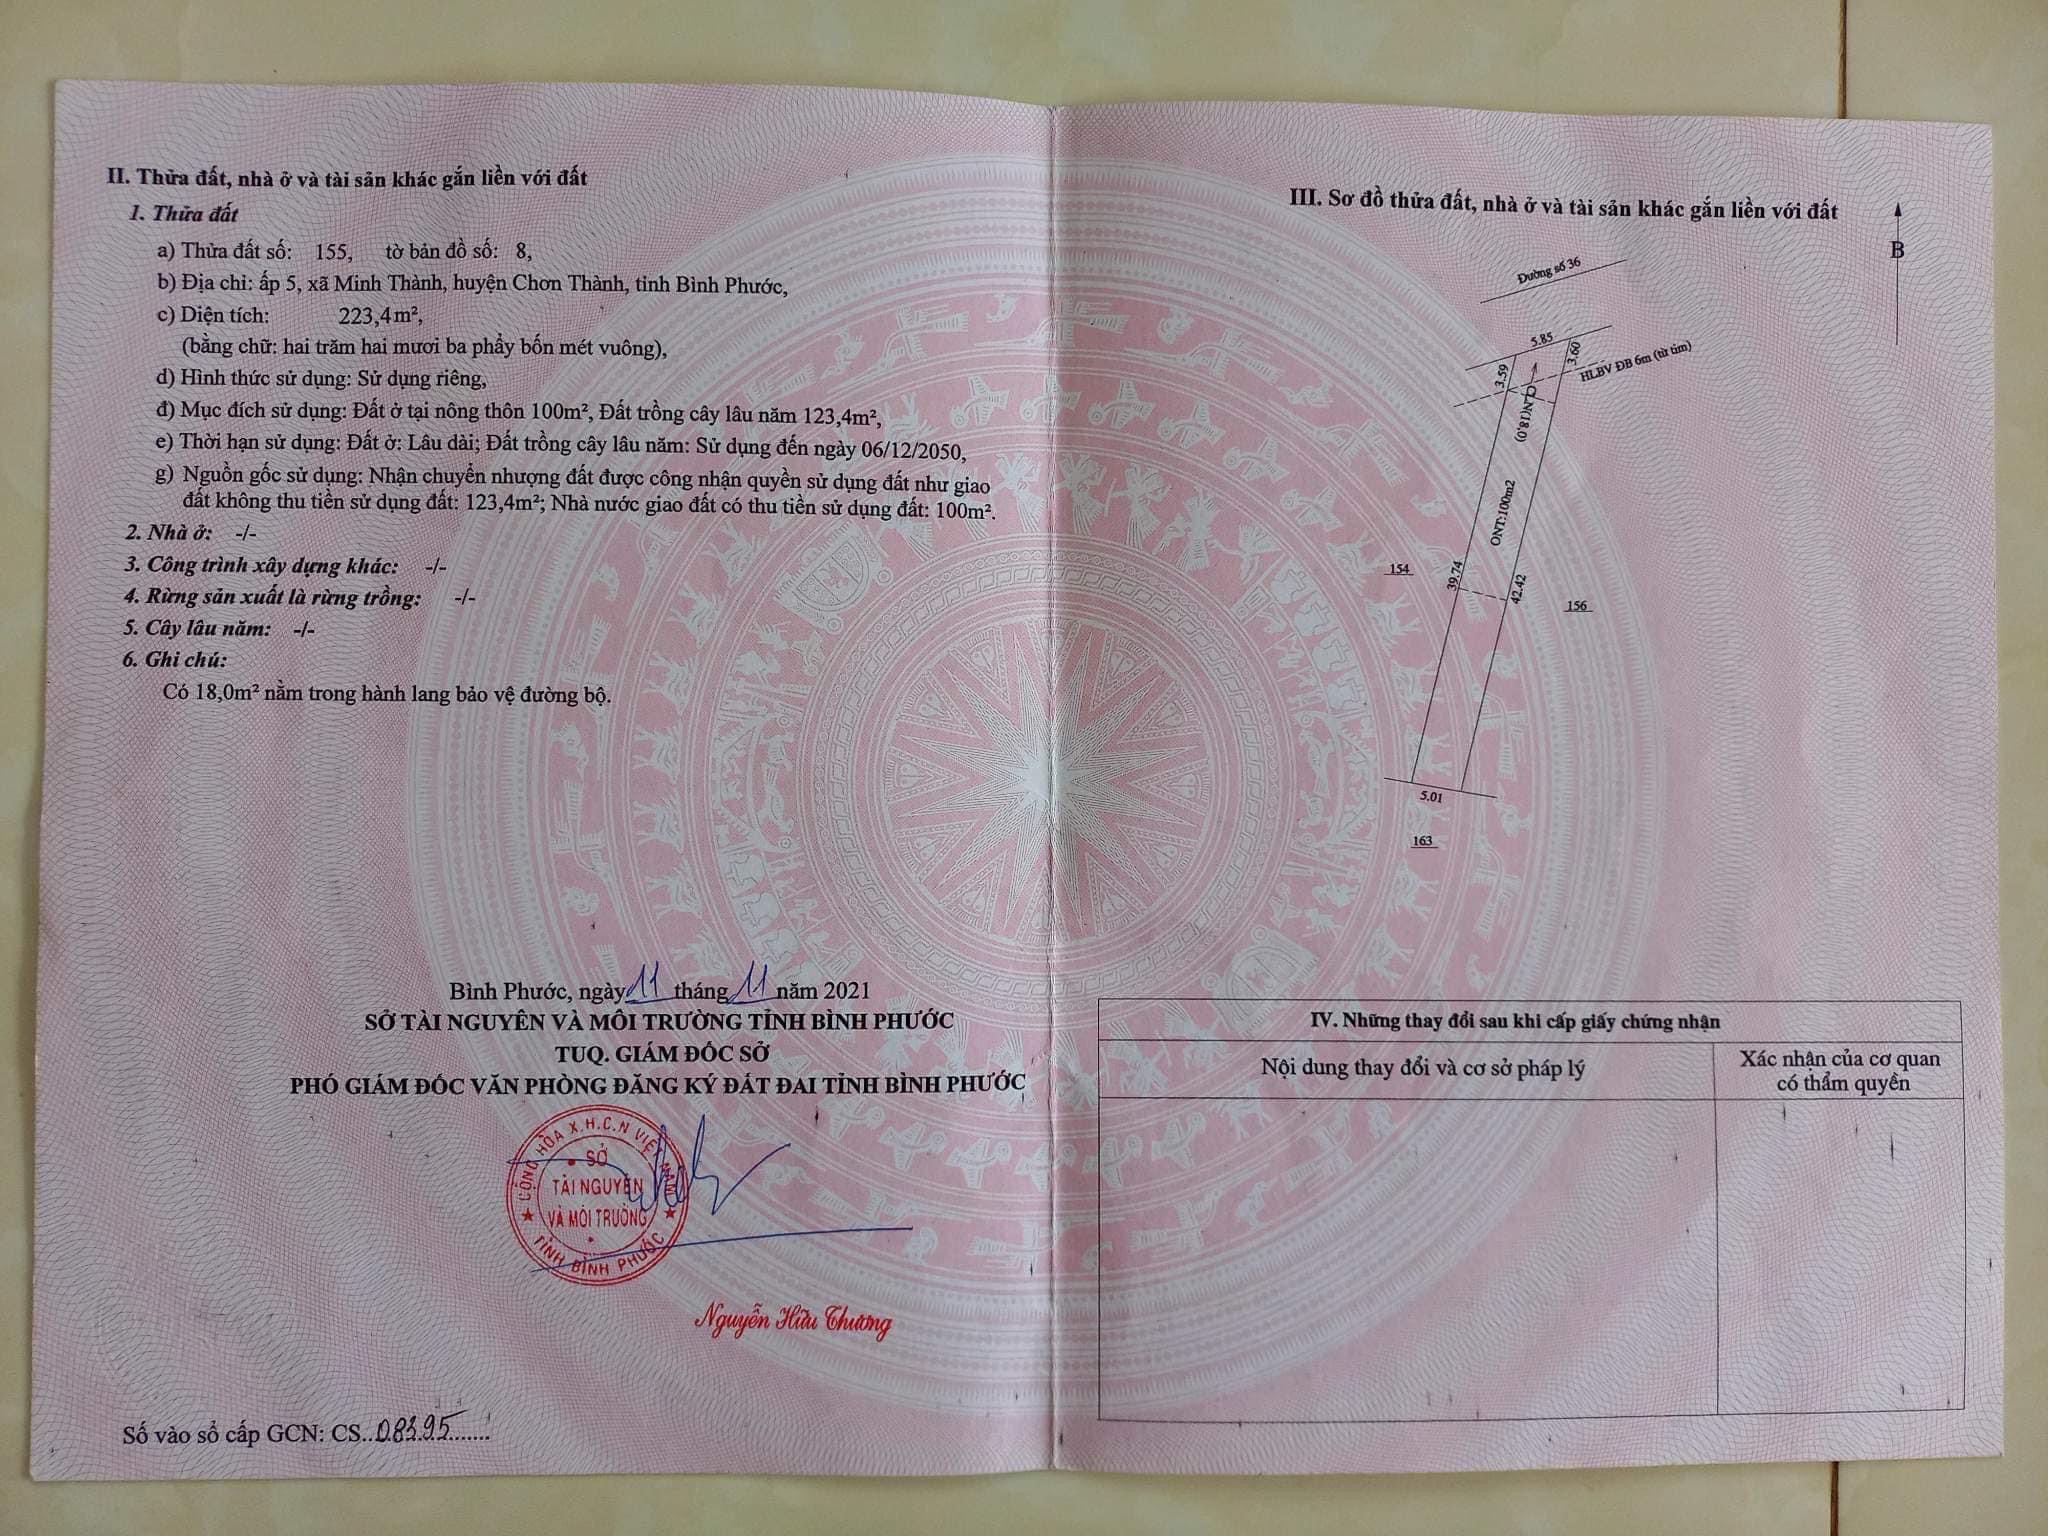 II. Thửa đất, nhà ở và tài sản khác gắn liền với đất
1. Thửa đất
a) Thửa đất số: 155, tờ bản đồ số: 8,
b) Địa chỉ: ấp 5, xã Minh Thành, huyện Chơn Thành, tỉnh Bình Phước,
c) Diện tích: 223,4m²,
(bằng chữ: hai trăm hai mươi ba phẩy bốn mét vuông),
d) Hình thức sử dụng: Sử dụng riêng,
đ) Mục đích sử dụng: Đất ở tại nông thôn 100m², Đất trồng cây lâu năm 123,4m²,
e) Thời hạn sử dụng: Đất ở: Lâu dài; Đất trồng cây lâu năm: Sử dụng đến ngày 06/12/2050,
g) Nguồn gốc sử dụng: Nhận chuyển nhượng đất được công nhận quyền sử dụng đất như giao
đất không thu tiền sử dụng đất: 123,4m²; Nhà nước giao đất có thu tiền sử dụng đất: 100m².
2. Nhà ở: -/-
3. Công trình xây dựng khác: -/-
4. Rừng sản xuất là rừng trồng: -/-
5. Cây lâu năm: -/-
6. Ghi chú:
Có 18,0m² nằm trong hành lang bảo vệ đường bộ.
Bình Phước, ngày 11 tháng 11 năm 2021
SỞ TÀI NGUYÊN VÀ MÔI TRƯỜNG TỈNH BÌNH PHƯỚC
TUQ. GIÁM ĐỐC SỞ
PHÓ GIÁM ĐỐC VĂN PHÒNG ĐĂNG KÝ ĐẤT ĐAI TỈNH BÌNH PHƯỚC
CỘNG HÒA X.H.C.N VIỆT NAM
SỞ
TÀI NGUYÊN
VÀ MÔI TRƯỜNG
TỈNH BÌNH PHƯỚC
Nguyễn Hữu Thương
Số vào sổ cấp GCN: CS..08395.......
III. Sơ đồ thửa đất, nhà ở và tài sản khác gắn liền với đất
B
Đường số 36
5.85
3.59
3.60
HLBV ĐB 6m (từ tim)
CLN(18,0)
ONT:100m2
39.74
42.42
154
156
5.01
163
IV. Những thay đổi sau khi cấp giấy chứng nhận
Nội dung thay đổi và cơ sở pháp lý
Xác nhận của cơ quan
có thẩm quyền